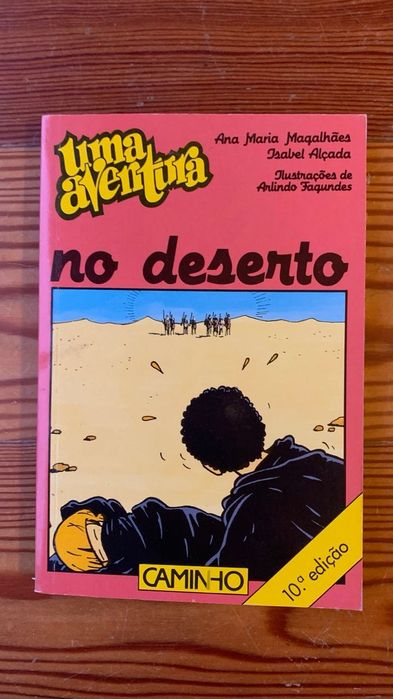 uma
aventura
Ana Maria Magalhães
Isabel Alçada
Ilustrações de
Arlindo Fagundes
no deserto
CAMINHO
10.ª edição